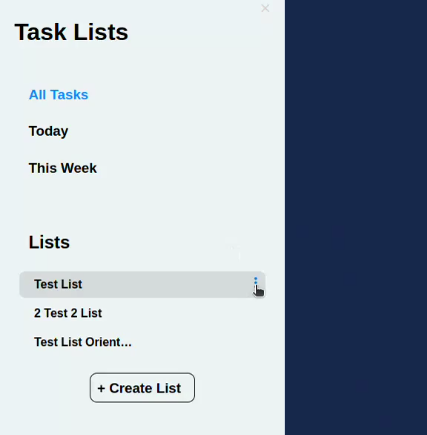 Task Lists
All Tasks
Today
This Week
Lists
Test List
2 Test 2 List
Test List Orient...
+ Create List